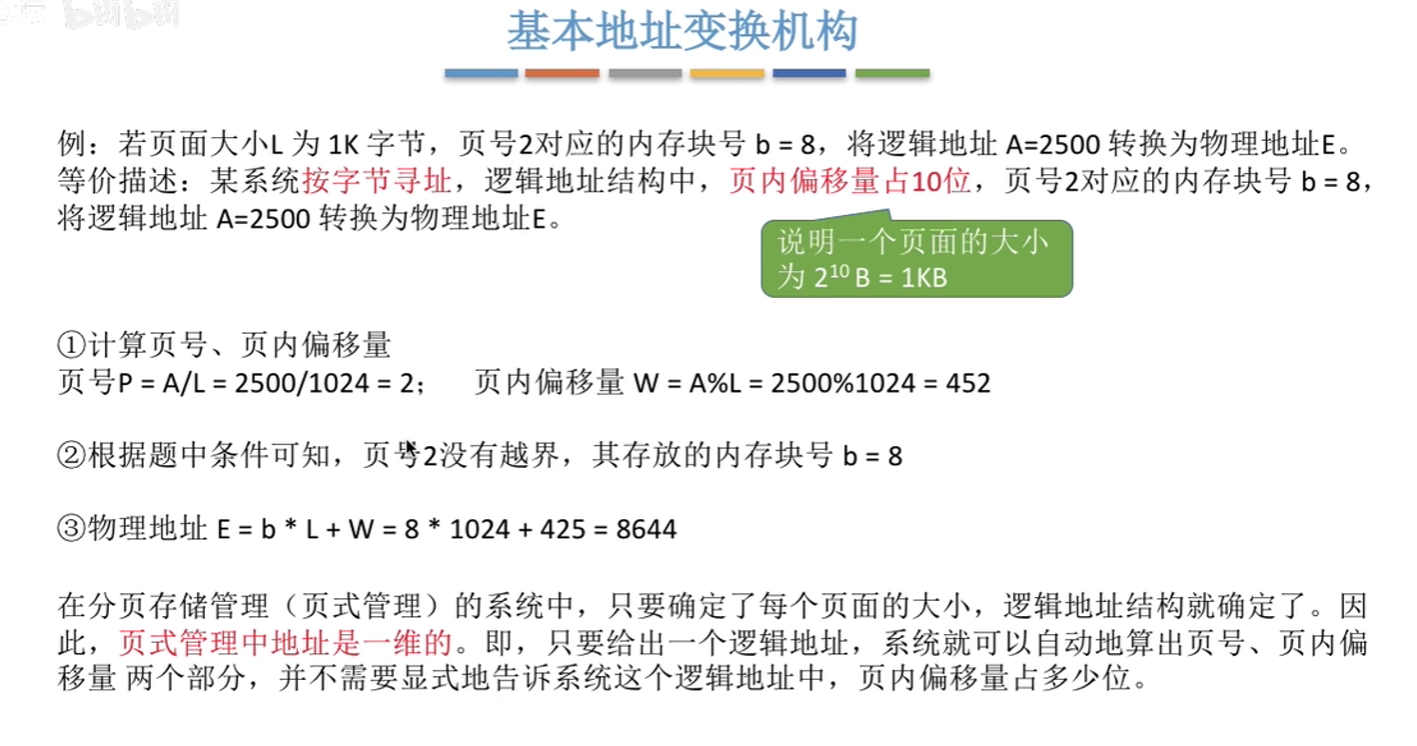 基本地址变换机构
例：若页面大小L 为 1K 字节，页号2对应的内存块号 b = 8，将逻辑地址 A=2500 转换为物理地址E。
等价描述：某系统按字节寻址，逻辑地址结构中，页内偏移量占10位，页号2对应的内存块号 b = 8，
将逻辑地址 A=2500 转换为物理地址E。
说明一个页面的大小
为 2¹⁰ B = 1KB
①计算页号、页内偏移量
页号P = A/L = 2500/1024 = 2； 页内偏移量 W = A%L = 2500%1024 = 452
②根据题中条件可知，页号2没有越界，其存放的内存块号 b = 8
③物理地址 E = b * L + W = 8 * 1024 + 425 = 8644
在分页存储管理（页式管理）的系统中，只要确定了每个页面的大小，逻辑地址结构就确定了。因
此，页式管理中地址是一维的。即，只要给出一个逻辑地址，系统就可以自动地算出页号、页内偏
移量 两个部分，并不需要显式地告诉系统这个逻辑地址中，页内偏移量占多少位。